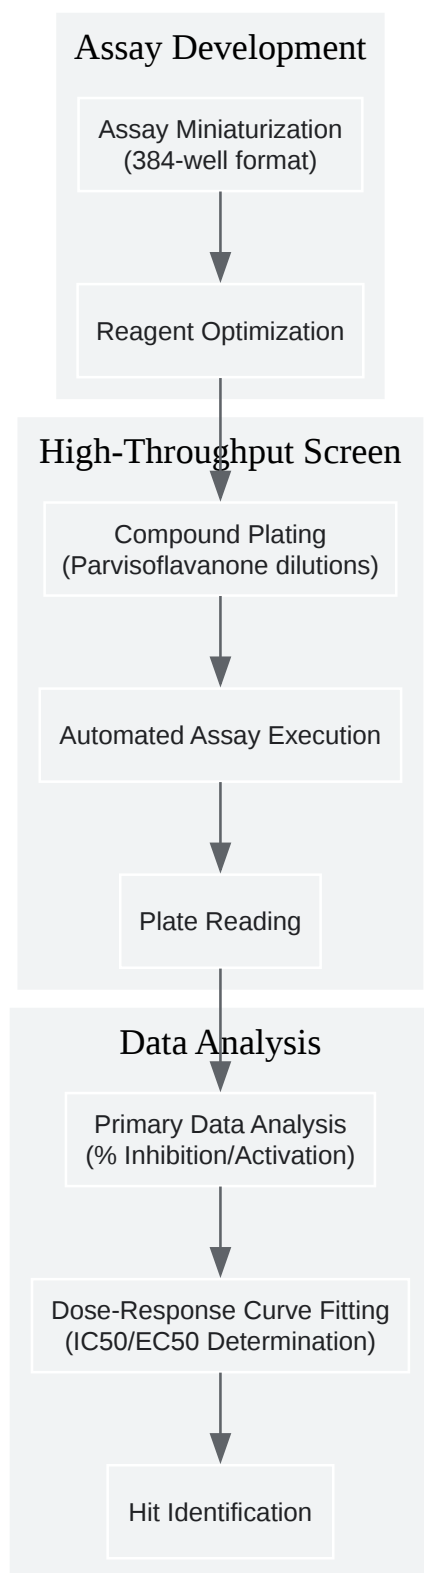 Assay Development
Assay Miniaturization
(384-well format)
Reagent Optimization
High-Throughput Screen
Compound Plating
(Parvisoflavanone dilutions)
Automated Assay Execution
Plate Reading
Data Analysis
Primary Data Analysis
(% Inhibition/Activation)
Dose-Response Curve Fitting
(IC50/EC50 Determination)
Hit Identification